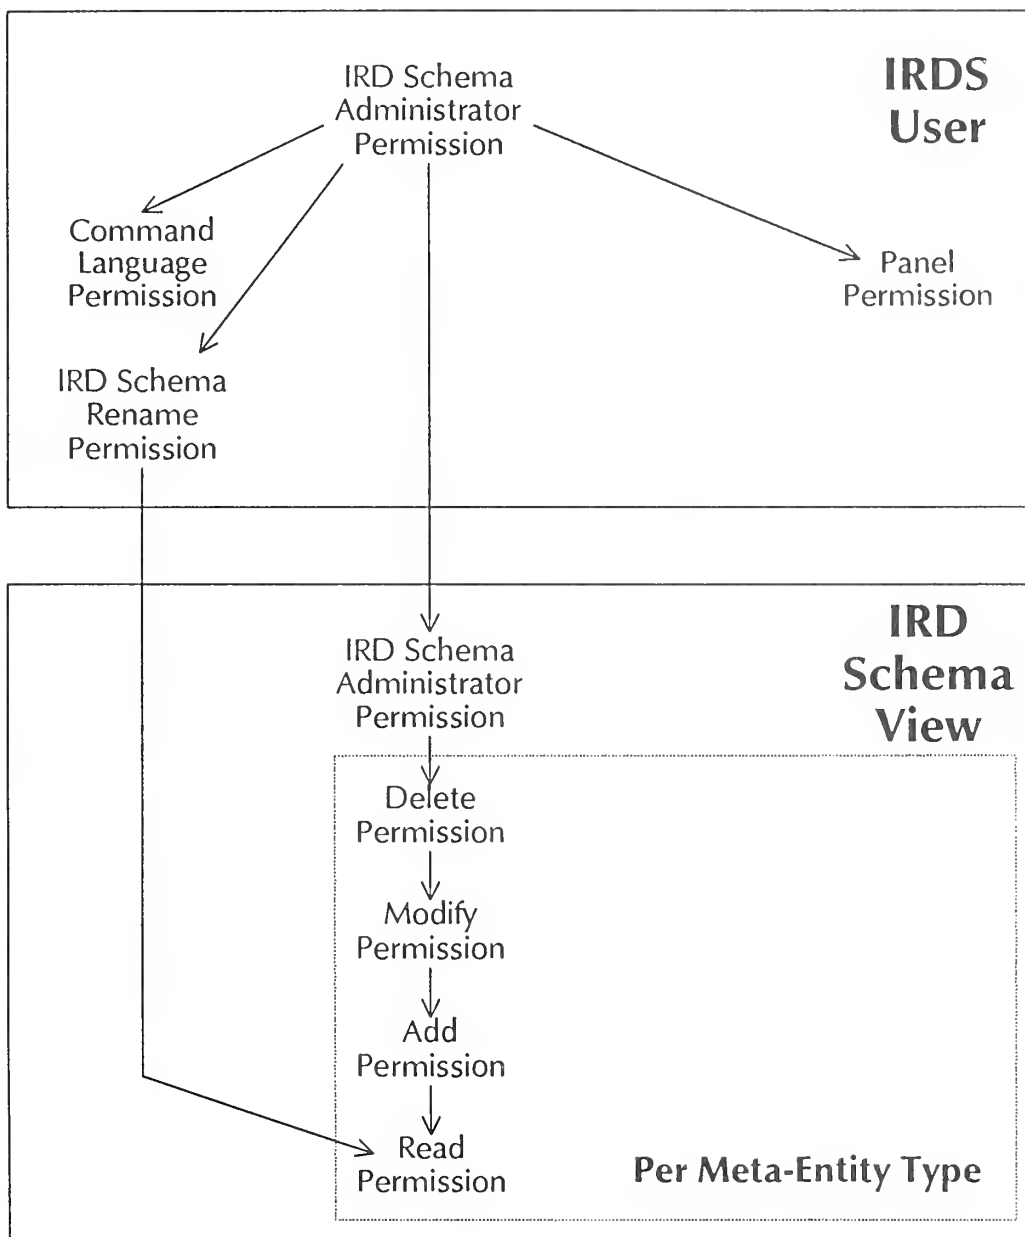 IRDS
User
IRD Schema
Administrator
Permission
Command
Language
Permission
Panel
Permission
IRD Schema
Rename
Permission
IRD
Schema
View
IRD Schema
Administrator
Permission
Delete
Permission
Modify
Permission
Add
Permission
Read
Permission
Per Meta-Entity Type